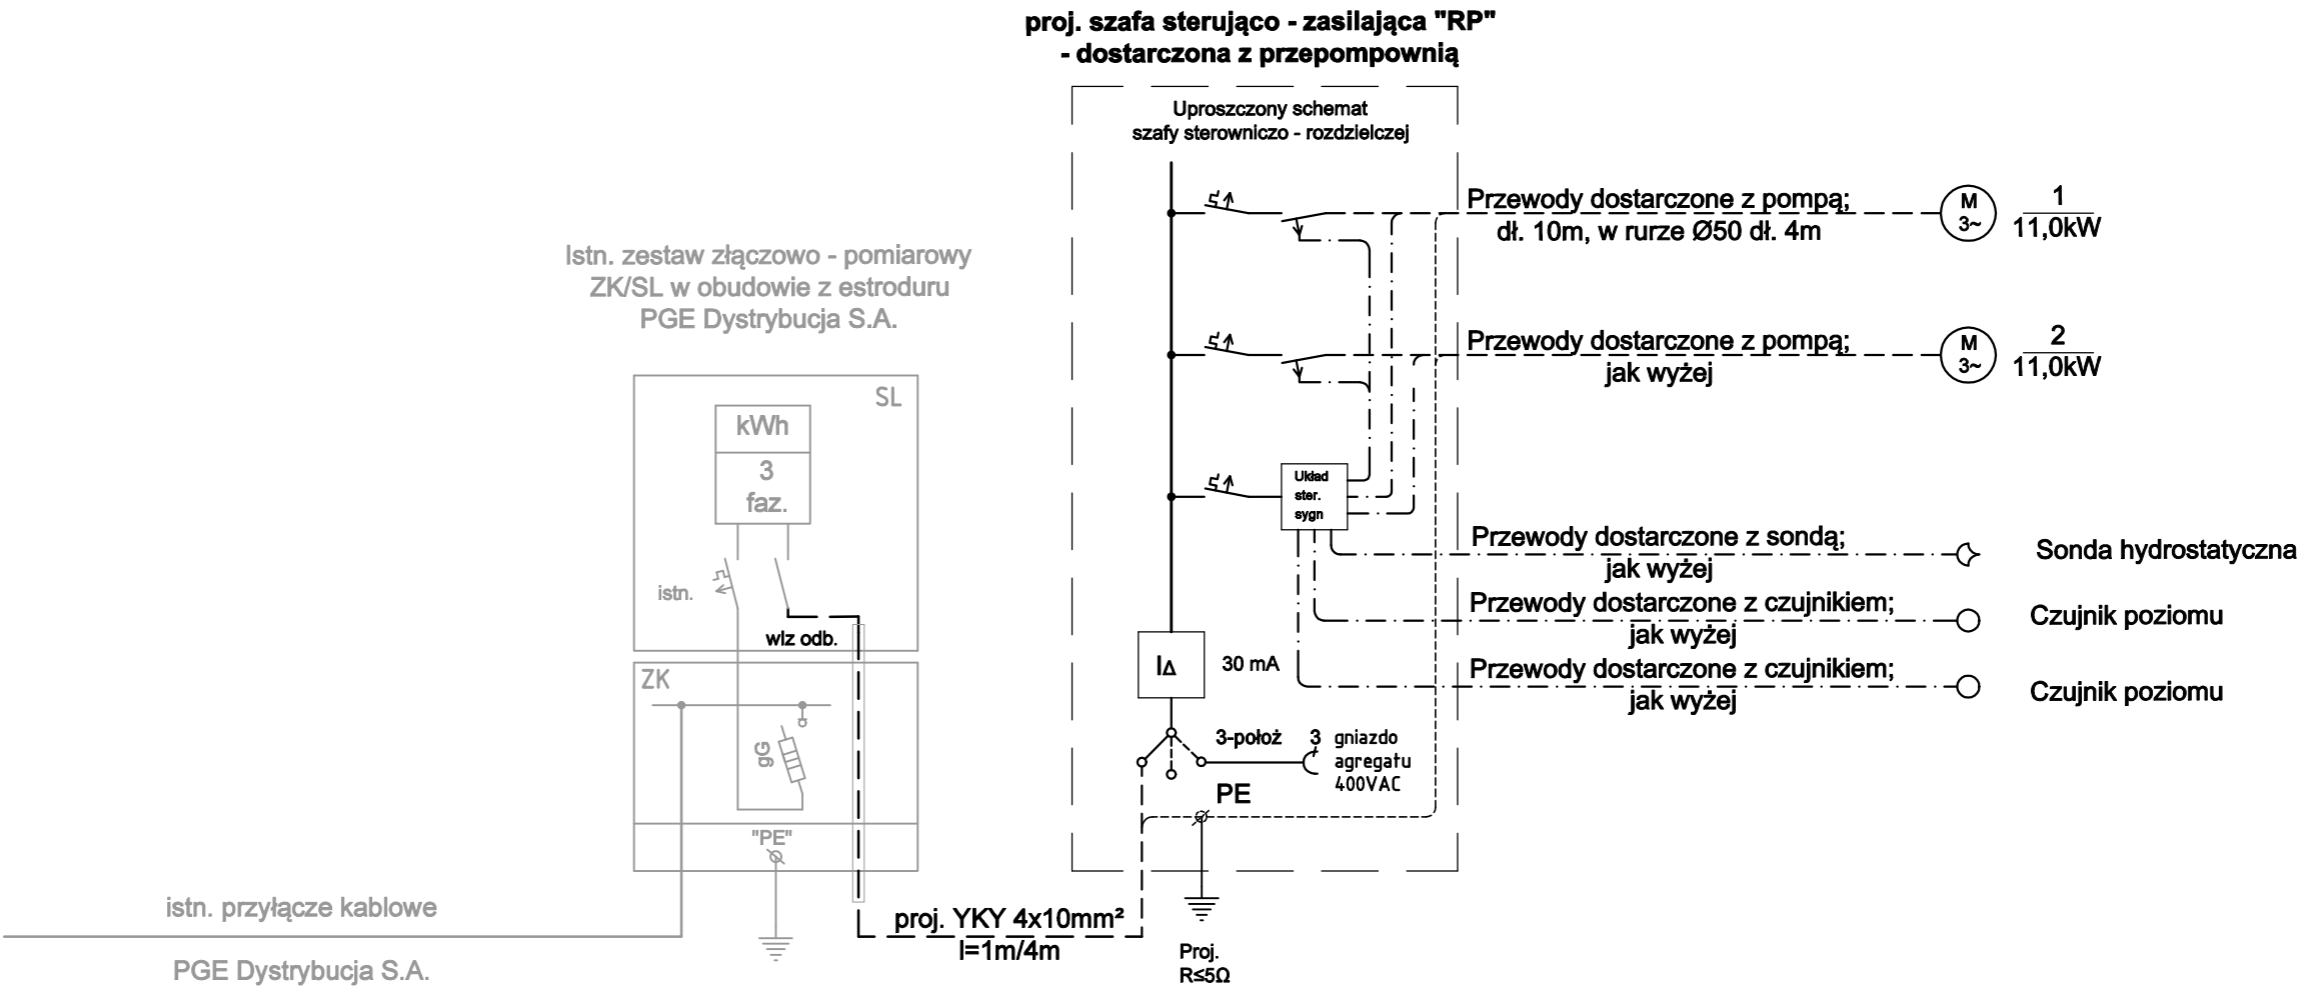 proj. szafa sterująco - zasilająca "RP"
- dostarczona z przepompownią
Uproszczony schemat
szafy sterowniczo - rozdzielczej
Przewody dostarczone z pompą;
dł. 10m, w rurze Ø50 dł. 4m
M
3~
1
11,0kW
Istn. zestaw złączowo - pomiarowy
ZK/SL w obudowie z estroduru
PGE Dystrybucja S.A.
Przewody dostarczone z pompą;
jak wyżej
M
3~
2
11,0kW
SL
kWh
3
faz.
istn.
wlz odb.
Układ
ster.
sygn
Przewody dostarczone z sondą;
jak wyżej
Sonda hydrostatyczna
Przewody dostarczone z czujnikiem;
jak wyżej
Czujnik poziomu
Przewody dostarczone z czujnikiem;
jak wyżej
Czujnik poziomu
I∆
30 mA
ZK
gG
"PE"
3-położ
3
gniazdo
agregatu
400VAC
PE
istn. przyłącze kablowe
PGE Dystrybucja S.A.
proj. YKY 4x10mm²
l=1m/4m
Proj.
R≤5Ω